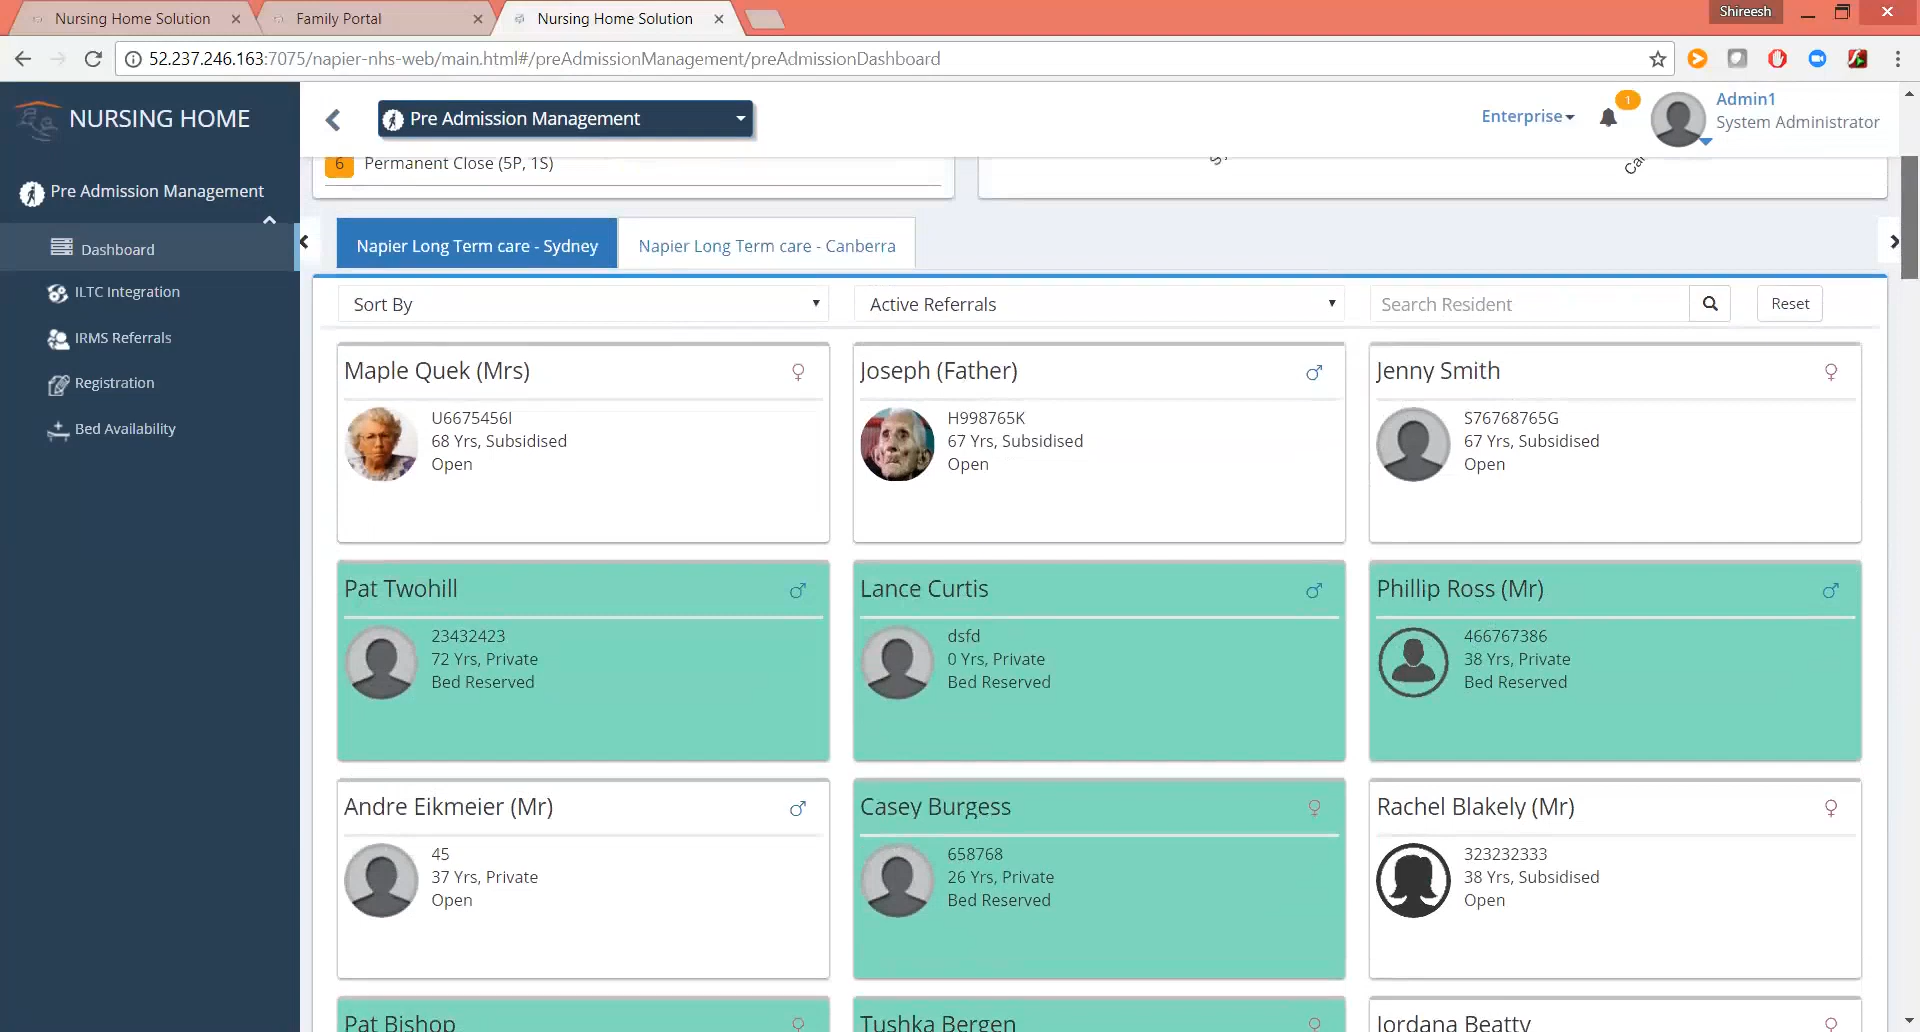 Nursing Home Solution
Family Portal
Nursing Home Solution
Shireesh
52.237.246.163:7075/napier-nhs-web/main.html#/preAdmissionManagement/preAdmissionDashboard
NURSING HOME
Pre Admission Management
Enterprise
1
Admin1
System Administrator
Pre Admission Management
Dashboard
ILTC Integration
IRMS Referrals
Registration
Bed Availability
6 Permanent Close (5P, 1S)
Napier Long Term care - Sydney
Napier Long Term care - Canberra
Sort By
Active Referrals
Search Resident
Reset
Maple Quek (Mrs)
U6675456I
68 Yrs, Subsidised
Open
Joseph (Father)
H998765K
67 Yrs, Subsidised
Open
Jenny Smith
S76768765G
67 Yrs, Subsidised
Open
Pat Twohill
23432423
72 Yrs, Private
Bed Reserved
Lance Curtis
dsfd
0 Yrs, Private
Bed Reserved
Phillip Ross (Mr)
466767386
38 Yrs, Private
Bed Reserved
Andre Eikmeier (Mr)
45
37 Yrs, Private
Open
Casey Burgess
658768
26 Yrs, Private
Bed Reserved
Rachel Blakely (Mr)
323232333
38 Yrs, Subsidised
Open
Pat Bishop
Tushka Bergen
Jordana Beatty